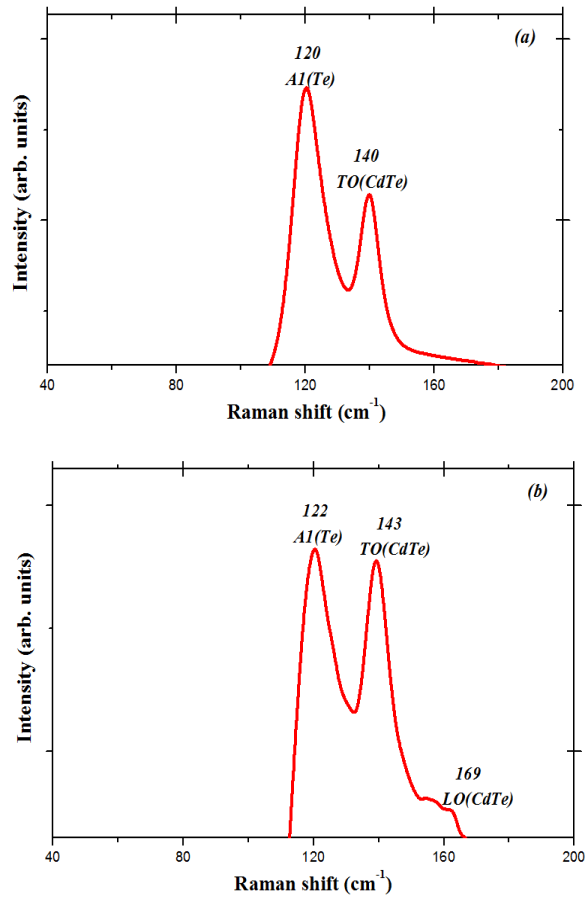 (a)
120
A1(Te)
140
TO(CdTe)
Intensity (arb. units)
40 80 120 160 200
Raman shift (cm⁻¹)
(b)
122
A1(Te)
143
TO(CdTe)
169
LO(CdTe)
Intensity (arb. units)
40 80 120 160 200
Raman shift (cm⁻¹)